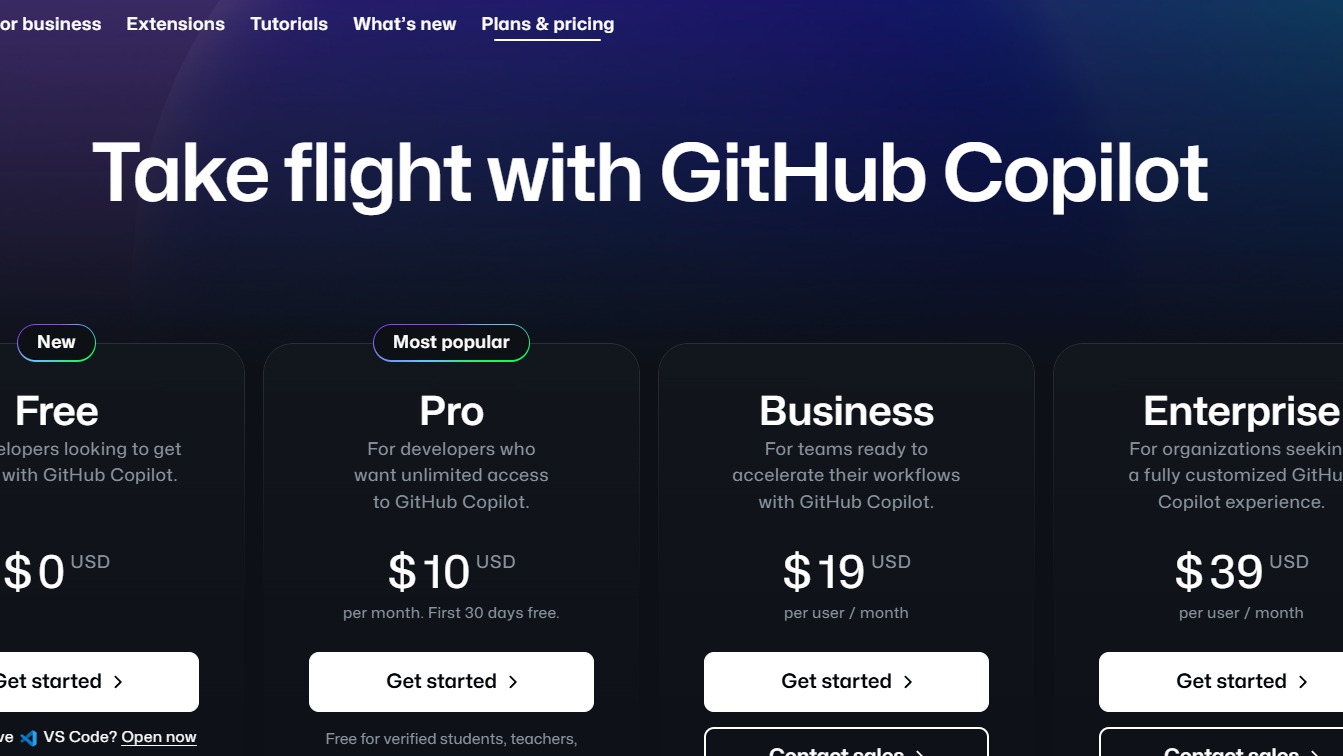 or business Extensions Tutorials What's new Plans & pricing
Take flight with GitHub Copilot
New
Free
elopers looking to get
with GitHub Copilot.
$0 USD
Get started
ve VS Code? Open now
Most popular
Pro
For developers who
want unlimited access
to GitHub Copilot.
$10 USD
per month. First 30 days free.
Get started
Free for verified students, teachers,
Business
For teams ready to
accelerate their workflows
with GitHub Copilot.
$19 USD
per user / month
Get started
Contact sales
Enterprise
For organizations seekin
a fully customized GitHu
Copilot experience.
$39 USD
per user / month
Get started
Contact sales